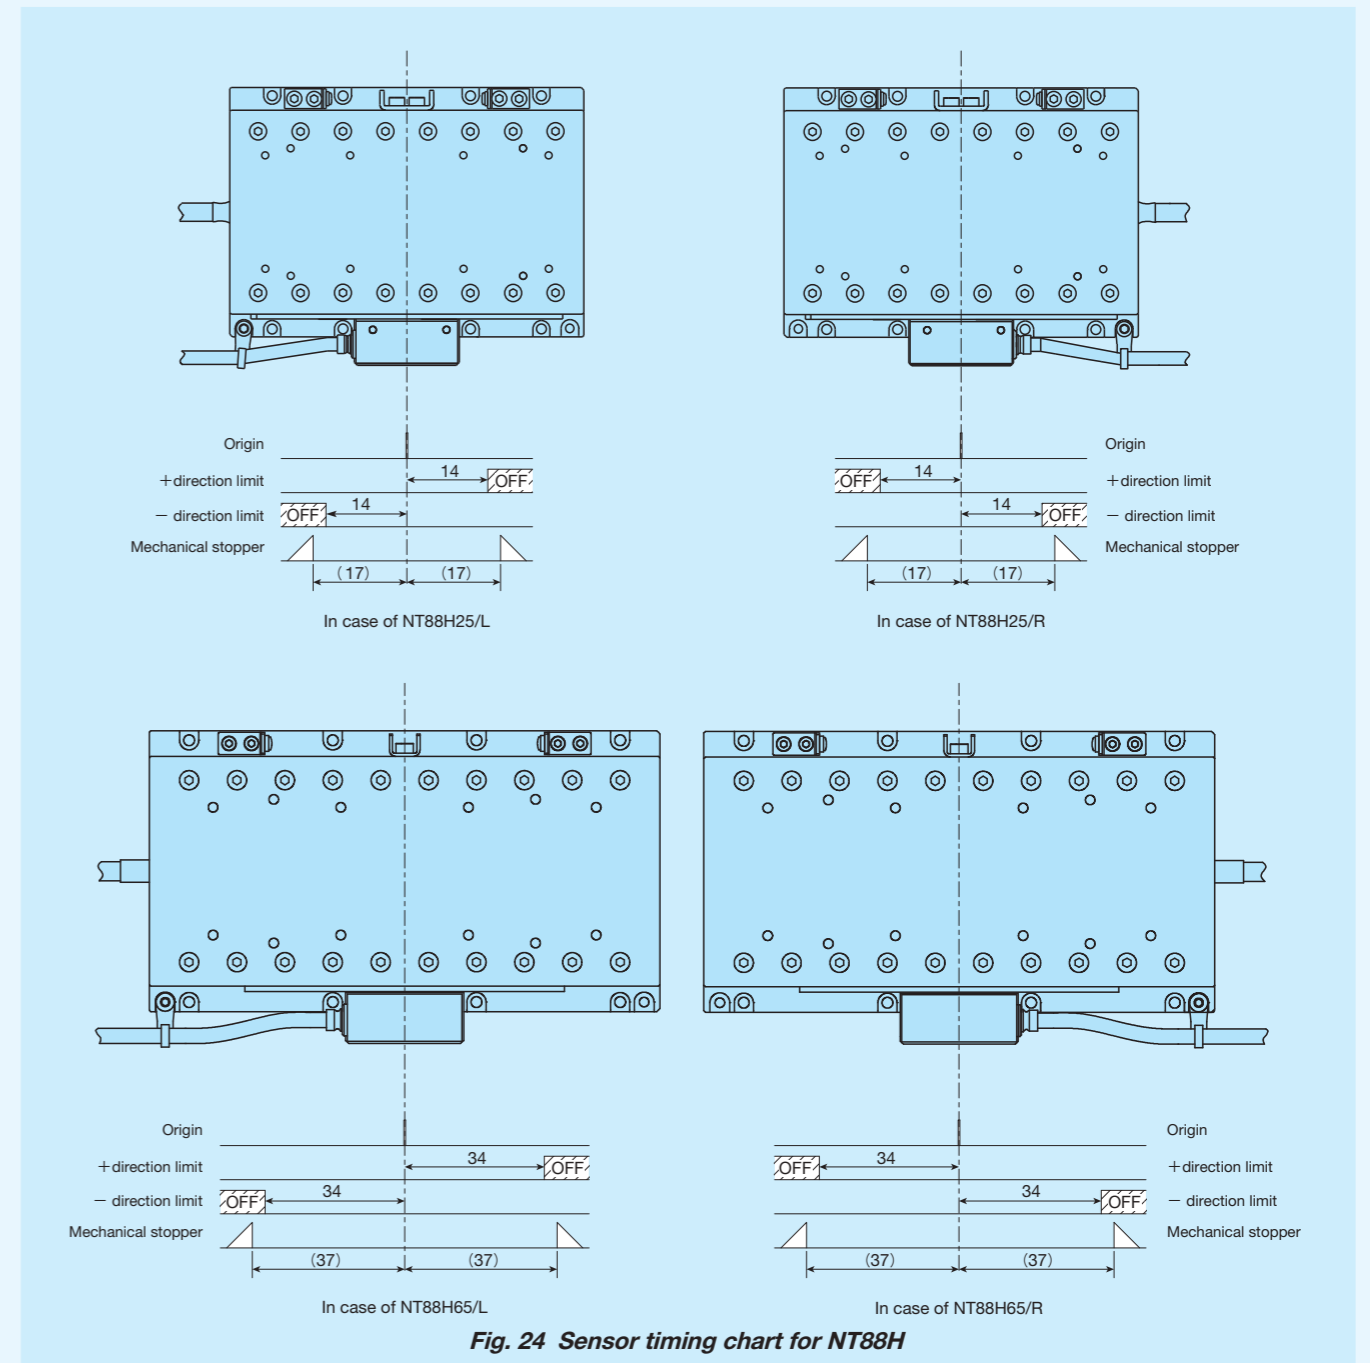 Origin
＋direction limit 14 OFF
－ direction limit OFF 14
Mechanical stopper
（17） （17）
In case of NT88H25/L
Origin
OFF 14 ＋direction limit
14 OFF － direction limit
Mechanical stopper
（17） （17）
In case of NT88H25/R
Origin
＋direction limit 34 OFF
－ direction limit OFF 34
Mechanical stopper
（37） （37）
In case of NT88H65/L
Origin
OFF 34 ＋direction limit
34 OFF － direction limit
Mechanical stopper
（37） （37）
In case of NT88H65/R
Fig. 24 Sensor timing chart for NT88H